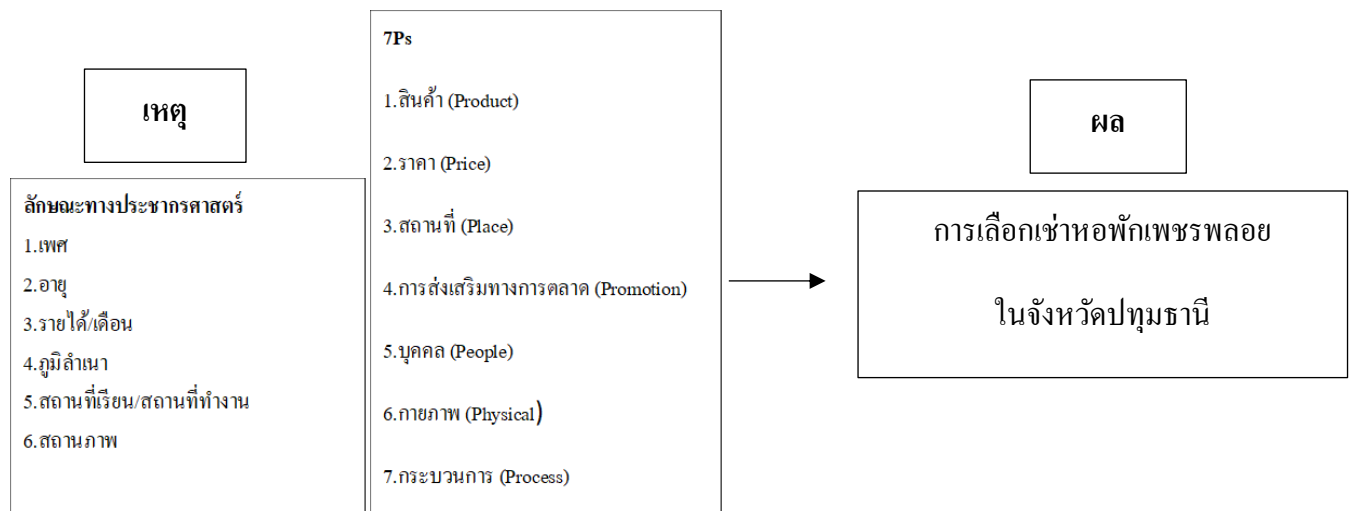 เหตุ
ลักษณะทางประชากรศาสตร์
1.เพศ
2.อายุ
3.รายได้/เดือน
4.ภูมิลำเนา
5.สถานที่เรียน/สถานที่ทำงาน
6.สถานภาพ
7Ps
1.สินค้า (Product)
2.ราคา (Price)
3.สถานที่ (Place)
4.การส่งเสริมทางการตลาด (Promotion)
5.บุคคล (People)
6.กายภาพ (Physical)
7.กระบวนการ (Process)
ผล
การเลือกเช่าหอพักเพชรพลอย
ในจังหวัดปทุมธานี